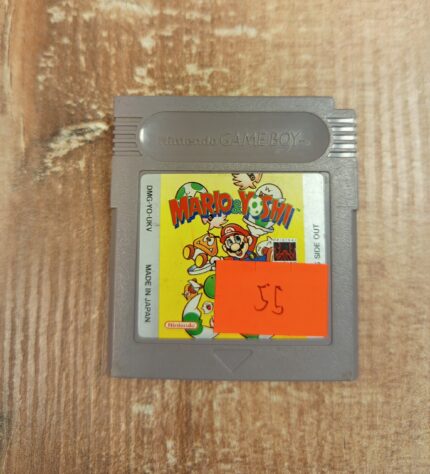 Nintendo GAME BOY
MARIO & YOSHI
DMG-YO-UKV
MADE IN JAPAN
SIDE OUT
55
Nintendo